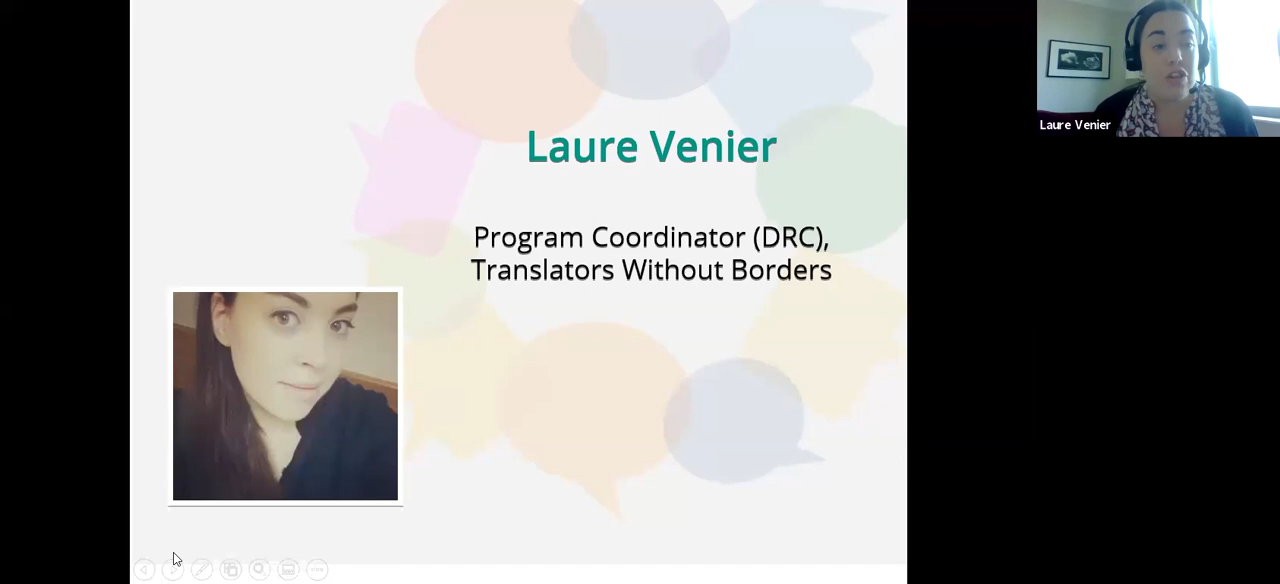 Laure Venier
Program Coordinator (DRC),
Translators Without Borders
Laure Venier